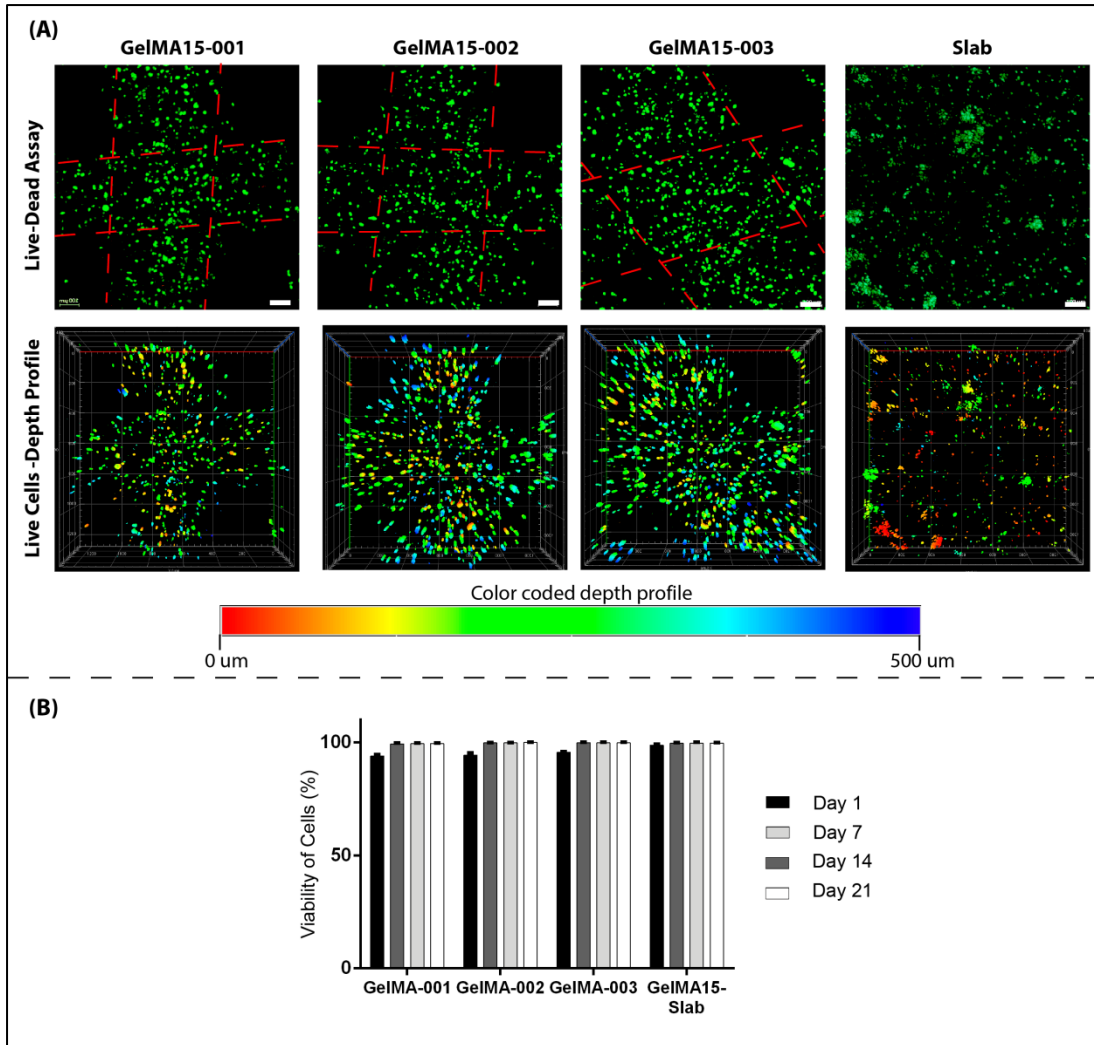 (A)
GelMA15-001 GelMA15-002 GelMA15-003 Slab
Live-Dead Assay
Live Cells -Depth Profile
Color coded depth profile
0 um 500 um
(B)
Viability of Cells (%)
100
50
0
GelMA-001 GelMA-002 GelMA-003 GelMA15-
Slab
Day 1
Day 7
Day 14
Day 21